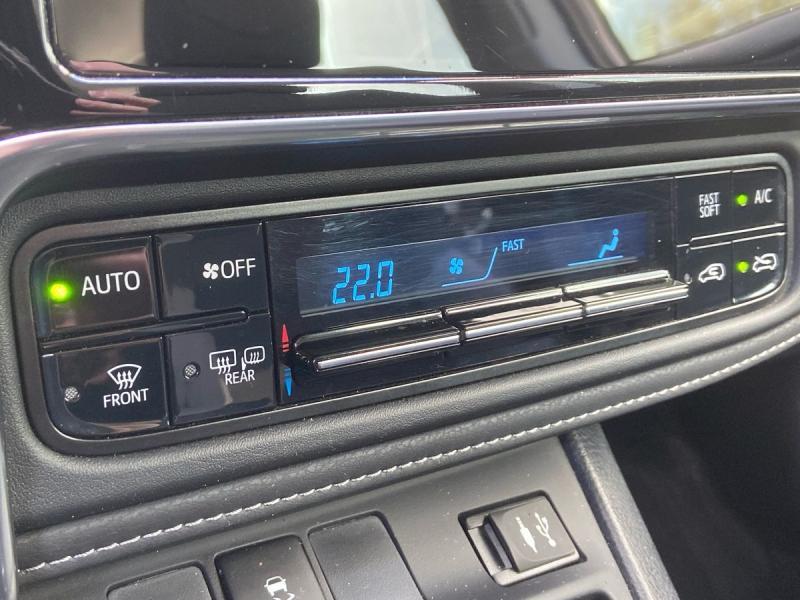 AUTO
OFF
FRONT
REAR
22.0
FAST
FAST
SOFT
A/C